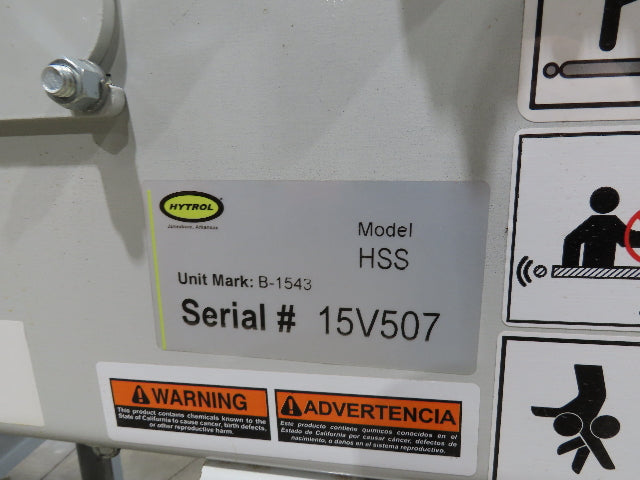 HYTROL
Jonesboro, Arkansas
Model
HSS
Unit Mark: B-1543
Serial # 15V507
WARNING
This product contains chemicals known to the
State of California to cause cancer, birth defects,
or other reproductive harm.
ADVERTENCIA
Este producto contiene químicos conocidos en el
Estado de California por causar cáncer, defectos de
nacimiento, o daños en el sistema reproductor.